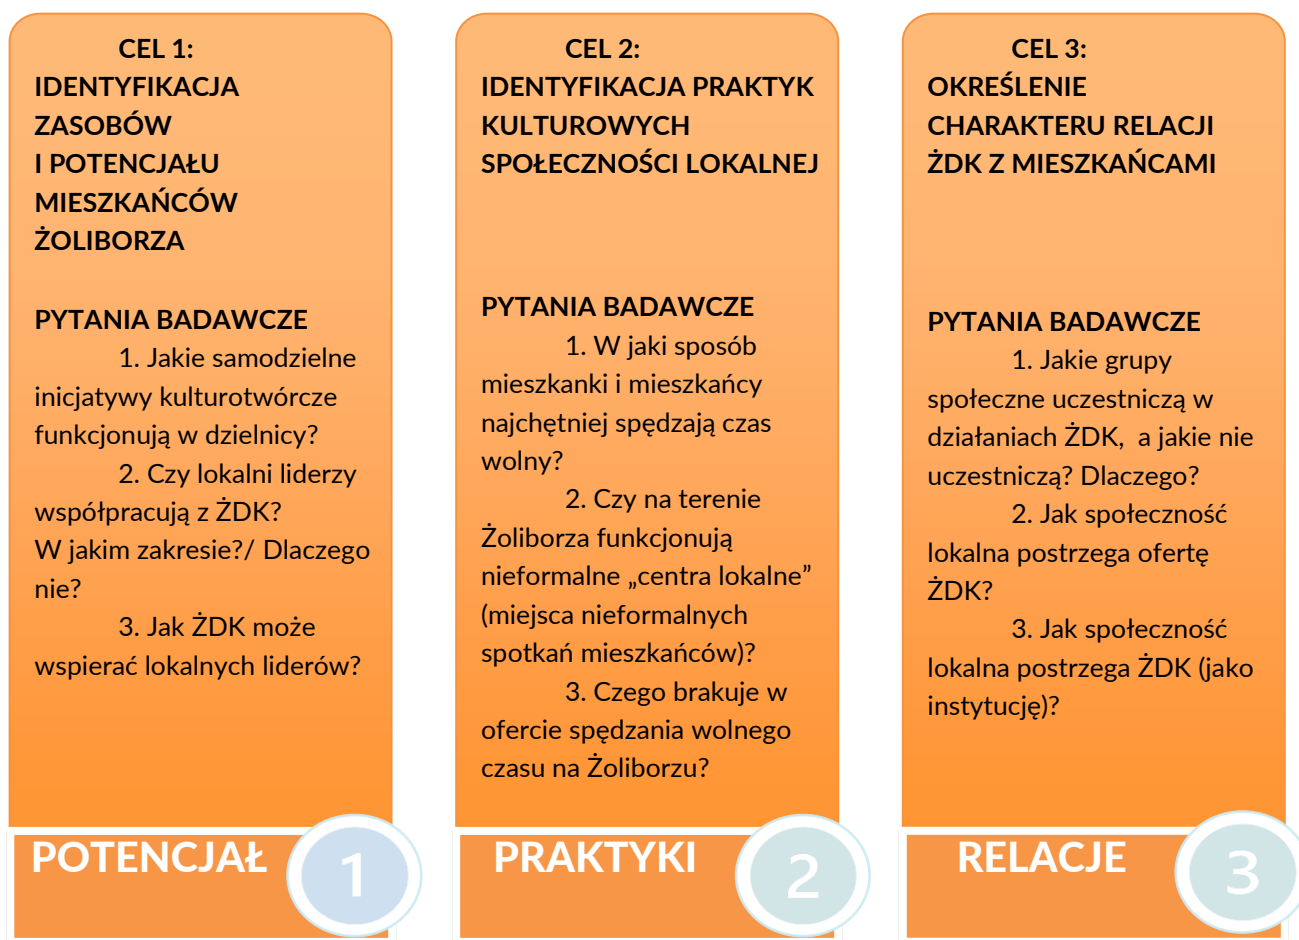 CEL 1:
IDENTYFIKACJA
ZASOBÓW
I POTENCJAŁU
MIESZKAŃCÓW
ŻOLIBORZA
PYTANIA BADAWCZE
1. Jakie samodzielne
inicjatywy kulturotwórcze
funkcjonują w dzielnicy?
2. Czy lokalni liderzy
współpracują z ŻDK?
W jakim zakresie?/ Dlaczego
nie?
3. Jak ŻDK może
wspierać lokalnych liderów?
POTENCJAŁ
1
CEL 2:
IDENTYFIKACJA PRAKTYK
KULTUROWYCH
SPOŁECZNOŚCI LOKALNEJ
PYTANIA BADAWCZE
1. W jaki sposób
mieszkanki i mieszkańcy
najchętniej spędzają czas
wolny?
2. Czy na terenie
Żoliborza funkcjonują
nieformalne „centra lokalne”
(miejsca nieformalnych
spotkań mieszkańców)?
3. Czego brakuje w
ofercie spędzania wolnego
czasu na Żoliborzu?
PRAKTYKI
2
CEL 3:
OKREŚLENIE
CHARAKTERU RELACJI
ŻDK Z MIESZKAŃCAMI
PYTANIA BADAWCZE
1. Jakie grupy
społeczne uczestniczą w
działaniach ŻDK,  a jakie nie
uczestniczą? Dlaczego?
2. Jak społeczność
lokalna postrzega ofertę
ŻDK?
3. Jak społeczność
lokalna postrzega ŻDK (jako
instytucję)?
RELACJE
3